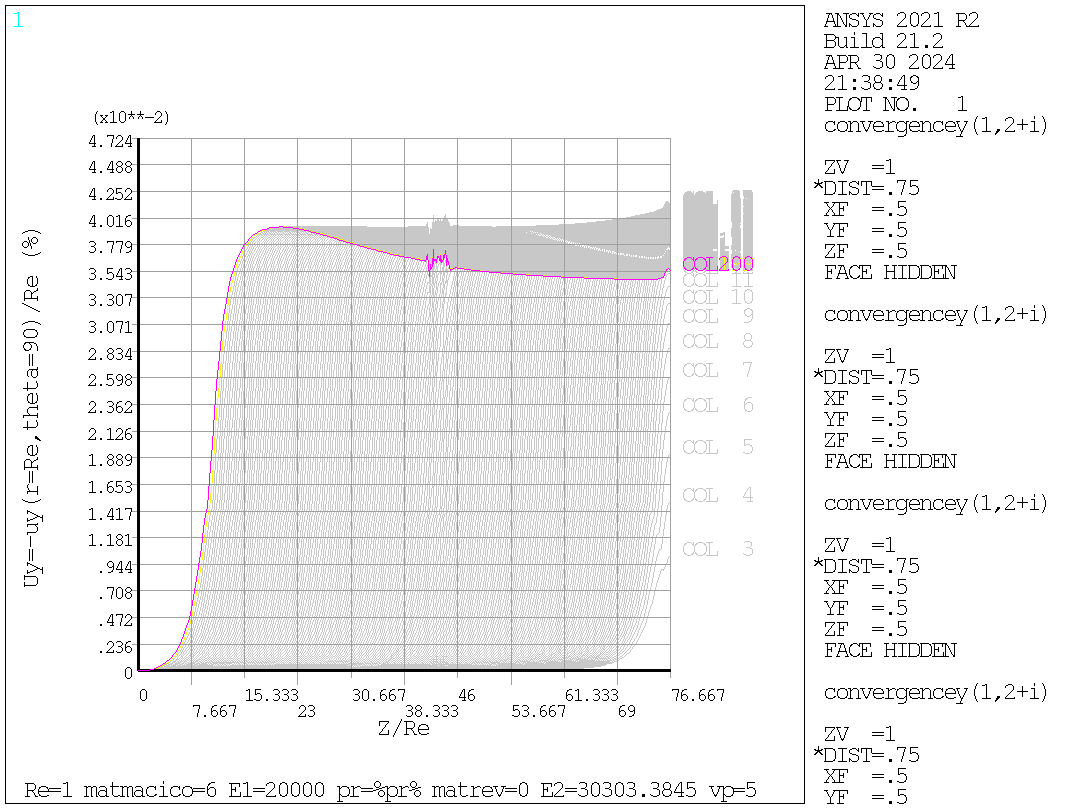 1
ANSYS 2021 R2
Build 21.2
APR 30 2024
21:38:49
PLOT NO. 1
convergencey(1,2+i)
ZV =1
*DIST=.75
XF =.5
YF =.5
ZF =.5
FACE HIDDEN
convergencey(1,2+i)
ZV =1
*DIST=.75
XF =.5
YF =.5
ZF =.5
FACE HIDDEN
convergencey(1,2+i)
ZV =1
*DIST=.75
XF =.5
YF =.5
ZF =.5
FACE HIDDEN
convergencey(1,2+i)
ZV =1
*DIST=.75
XF =.5
YF =.5
(x10**-2)
4.724
4.488
4.252
4.016
3.779
3.543
3.307
3.071
2.834
2.598
2.362
2.126
1.889
1.653
1.417
1.181
.944
.708
.472
.236
0
Uy=-uy(r=Re,theta=90)/Re (%)
COL200
COL 11
COL 10
COL 9
COL 8
COL 7
COL 6
COL 5
COL 4
COL 3
0 15.333 30.667 46 61.333 76.667
7.667 23 38.333 53.667 69
Z/Re
Re=1 matmacico=6 E1=20000 pr=%pr% matrev=0 E2=30303.3845 vp=5